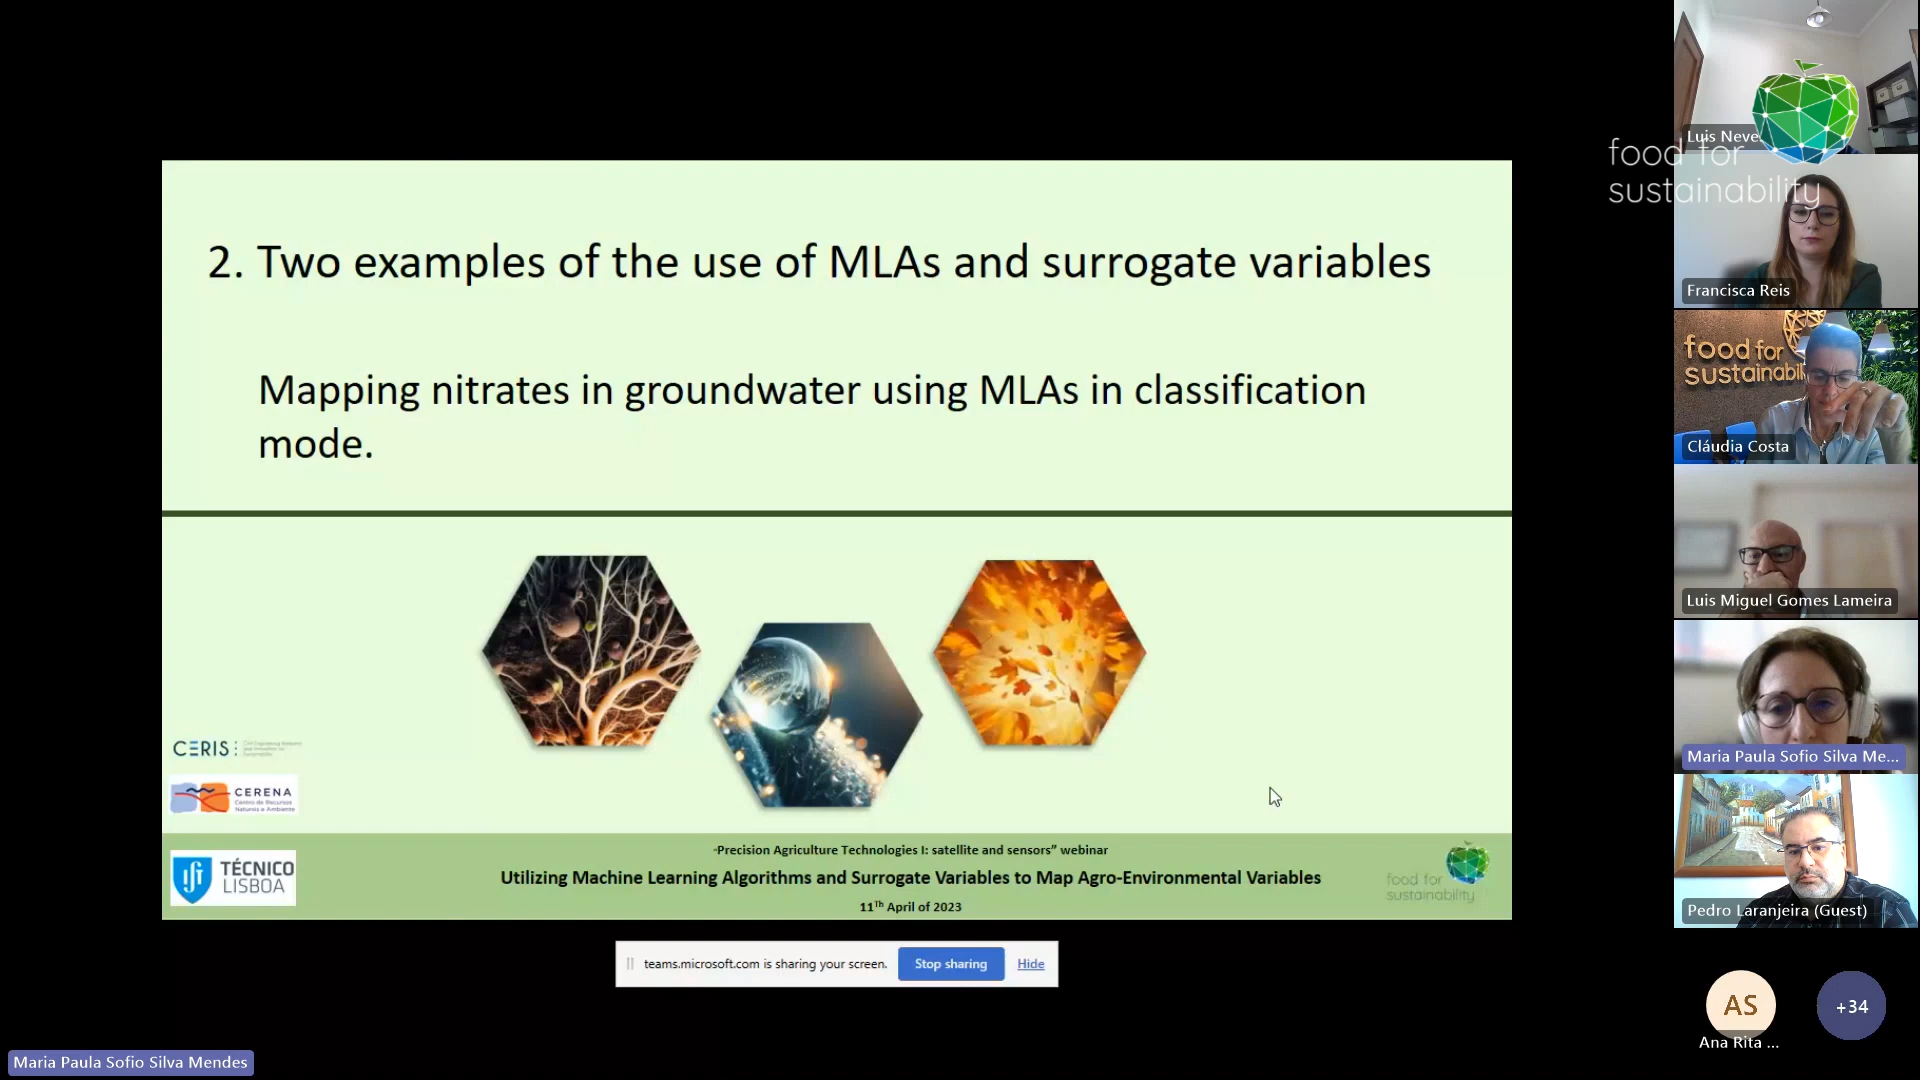 2. Two examples of the use of MLAs and surrogate variables
Mapping nitrates in groundwater using MLAs in classification
mode.
CERIS:
CERENA
Centro de Recursos
Naturais e Ambiente
TÉCNICO
LISBOA
"Precision Agriculture Technologies I: satellite and sensors" webinar
Utilizing Machine Learning Algorithms and Surrogate Variables to Map Agro-Environmental Variables
11Th April of 2023
food for
sustainability
teams.microsoft.com is sharing your screen.
Stop sharing
Hide
Maria Paula Sofio Silva Mendes
food for
sustainability
Luis Neve
Francisca Reis
food for
sustainabil
Cláudia Costa
Luis Miguel Gomes Lameira
Maria Paula Sofio Silva Me...
Pedro Laranjeira (Guest)
AS
Ana Rita ...
+34